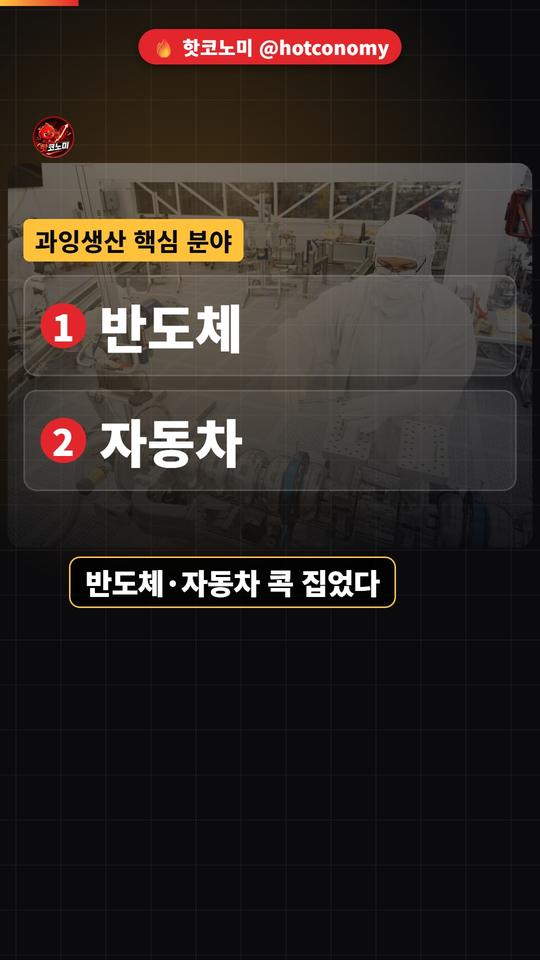 🔥 핫코노미 @hotconomy
핫코노미
과잉생산 핵심 분야
1 반도체
2 자동차
반도체·자동차 콕 집었다